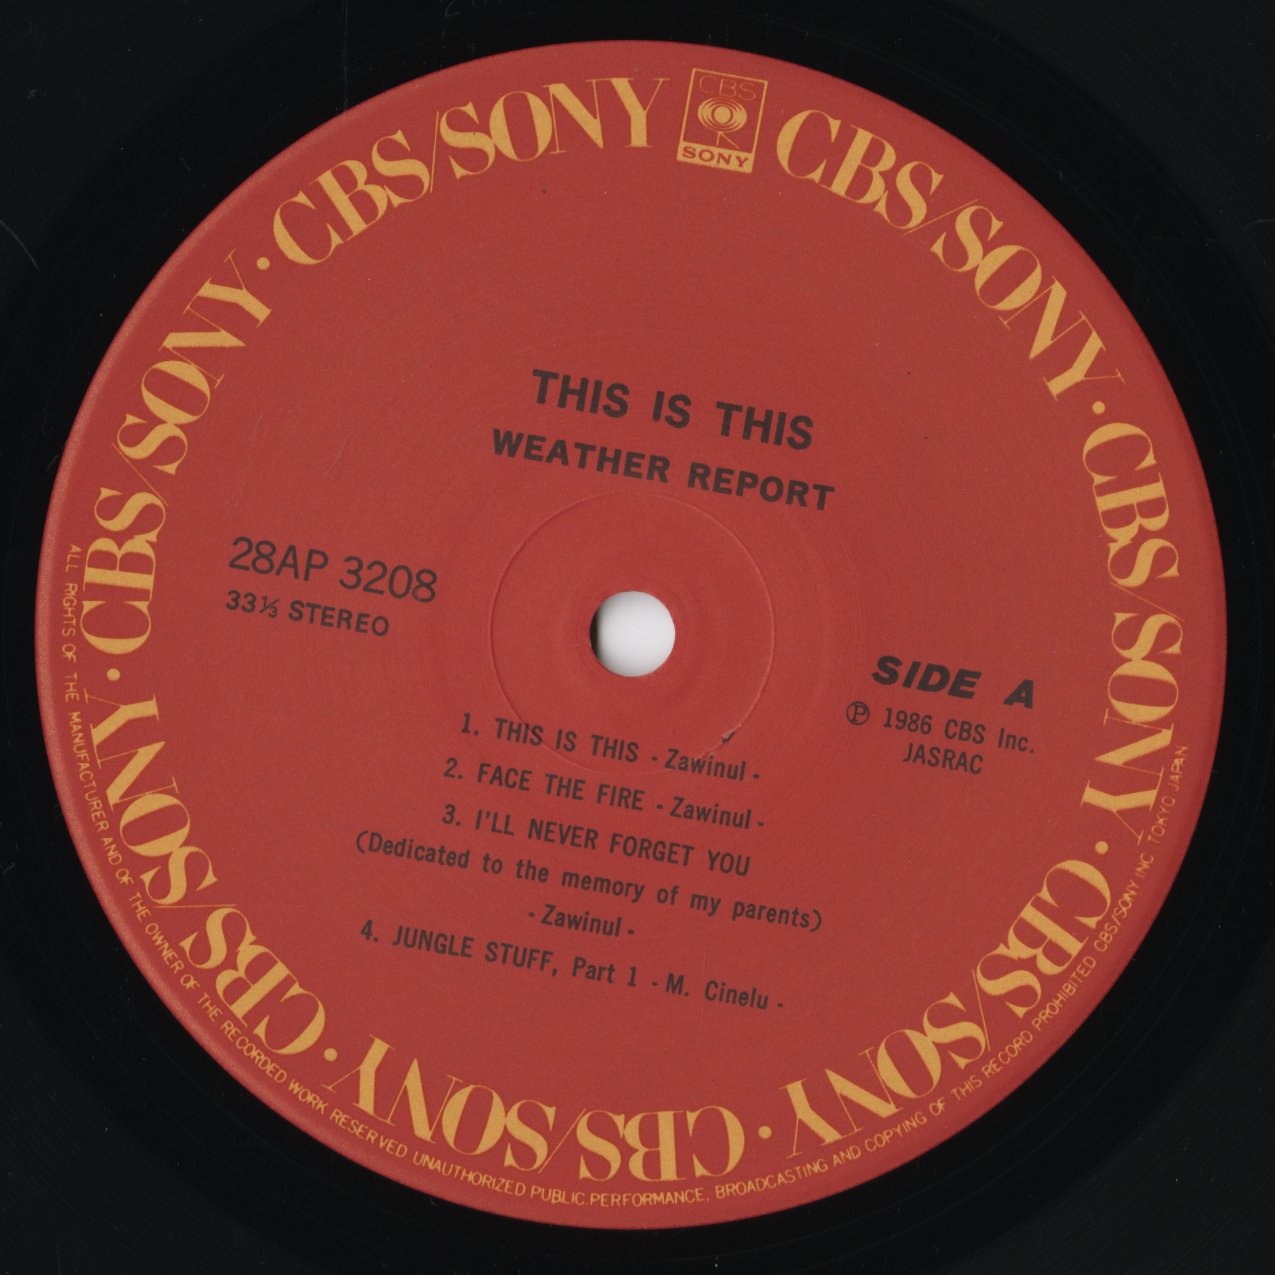 CBS
SONY
CBS/SONY · CBS/SONY · CBS/SONY · CBS/SONY · CBS/SONY · CBS/SONY · CBS/SONY
THIS IS THIS
WEATHER REPORT
28AP 3208
33⅓ STEREO
SIDE A
Ⓟ 1986 CBS Inc.
JASRAC
1. THIS IS THIS - Zawinul -
2. FACE THE FIRE - Zawinul -
3. I'LL NEVER FORGET YOU
(Dedicated to the memory of my parents)
- Zawinul -
4. JUNGLE STUFF, Part 1 - M. Cinelu -
ALL RIGHTS OF THE MANUFACTURER AND OF THE OWNER OF THE RECORDED WORK RESERVED UNAUTHORIZED PUBLIC PERFORMANCE, BROADCASTING AND COPYING OF THIS RECORD PROHIBITED CBS/SONY INC. TOKYO JAPAN